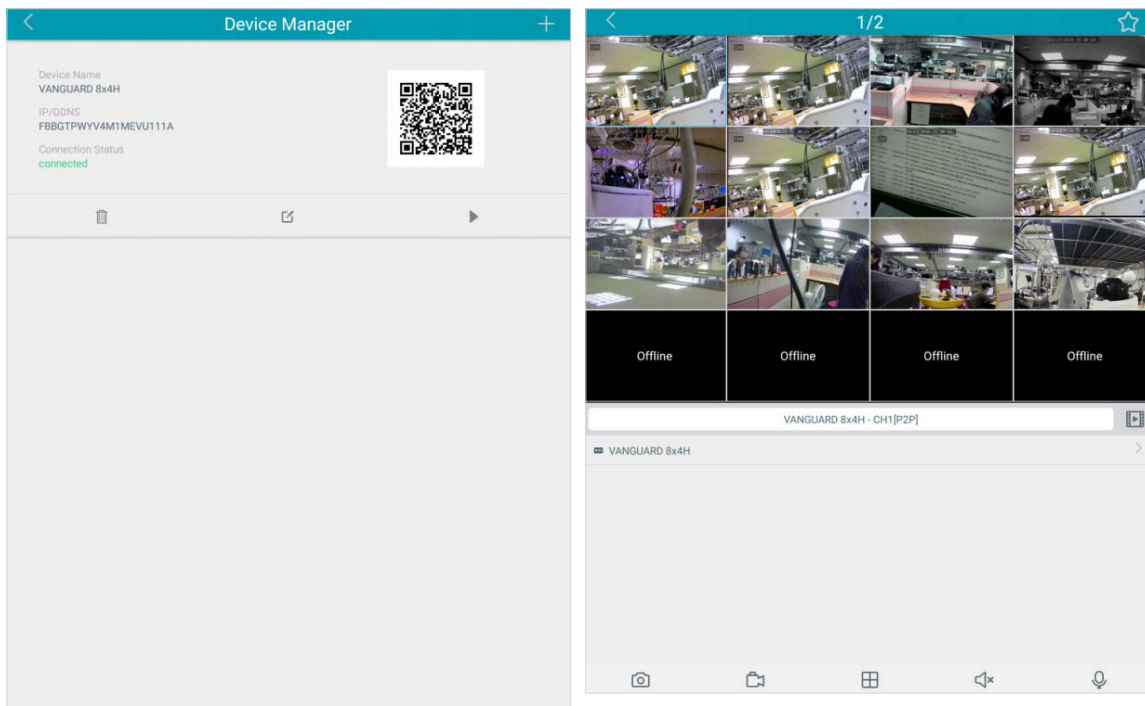 Device Manager
Device Name
VANGUARD 8x4H
IP/DDNS
FBBGTPWYV4M1MEVU111A
Connection Status
connected
1/2
Offline
Offline
Offline
Offline
VANGUARD 8x4H - CH1[P2P]
VANGUARD 8x4H